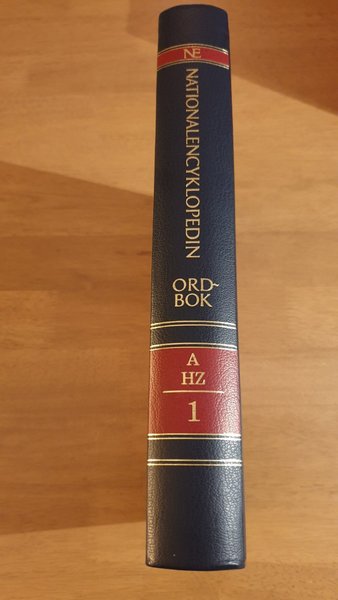 NE
NATIONALENCYKLOPEDIN
ORD-
BOK
A
HZ
1